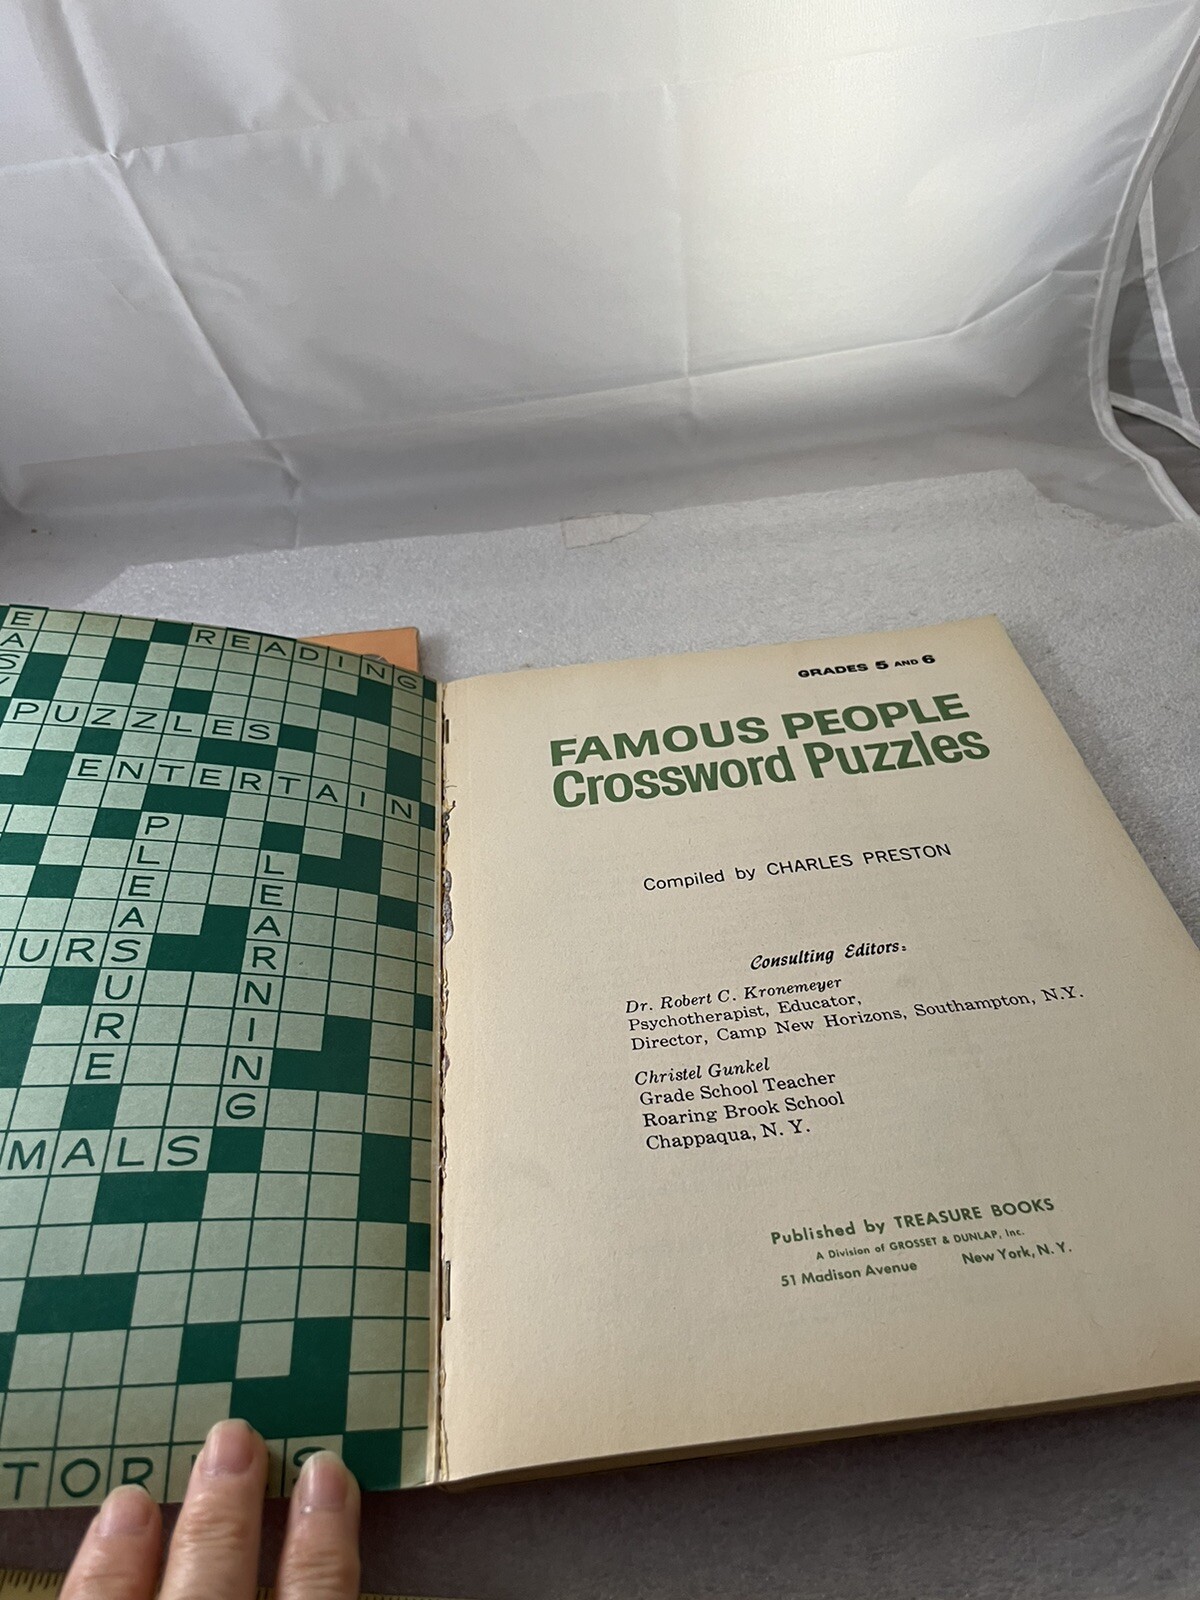 EASY
READING
PUZZLES
ENTERTAIN
PLEASURE
LEARNING
URS
MALS
TOR
S
GRADES 5 AND 6
FAMOUS PEOPLE
Crossword Puzzles
Compiled by CHARLES PRESTON
Consulting Editors:
Dr. Robert C. Kronemeyer
Psychotherapist, Educator,
Director, Camp New Horizons, Southampton, N.Y.
Christel Gunkel
Grade School Teacher
Roaring Brook School
Chappaqua, N. Y.
Published by TREASURE BOOKS
A Division of GROSSET & DUNLAP, Inc.
51 Madison Avenue New York, N. Y.